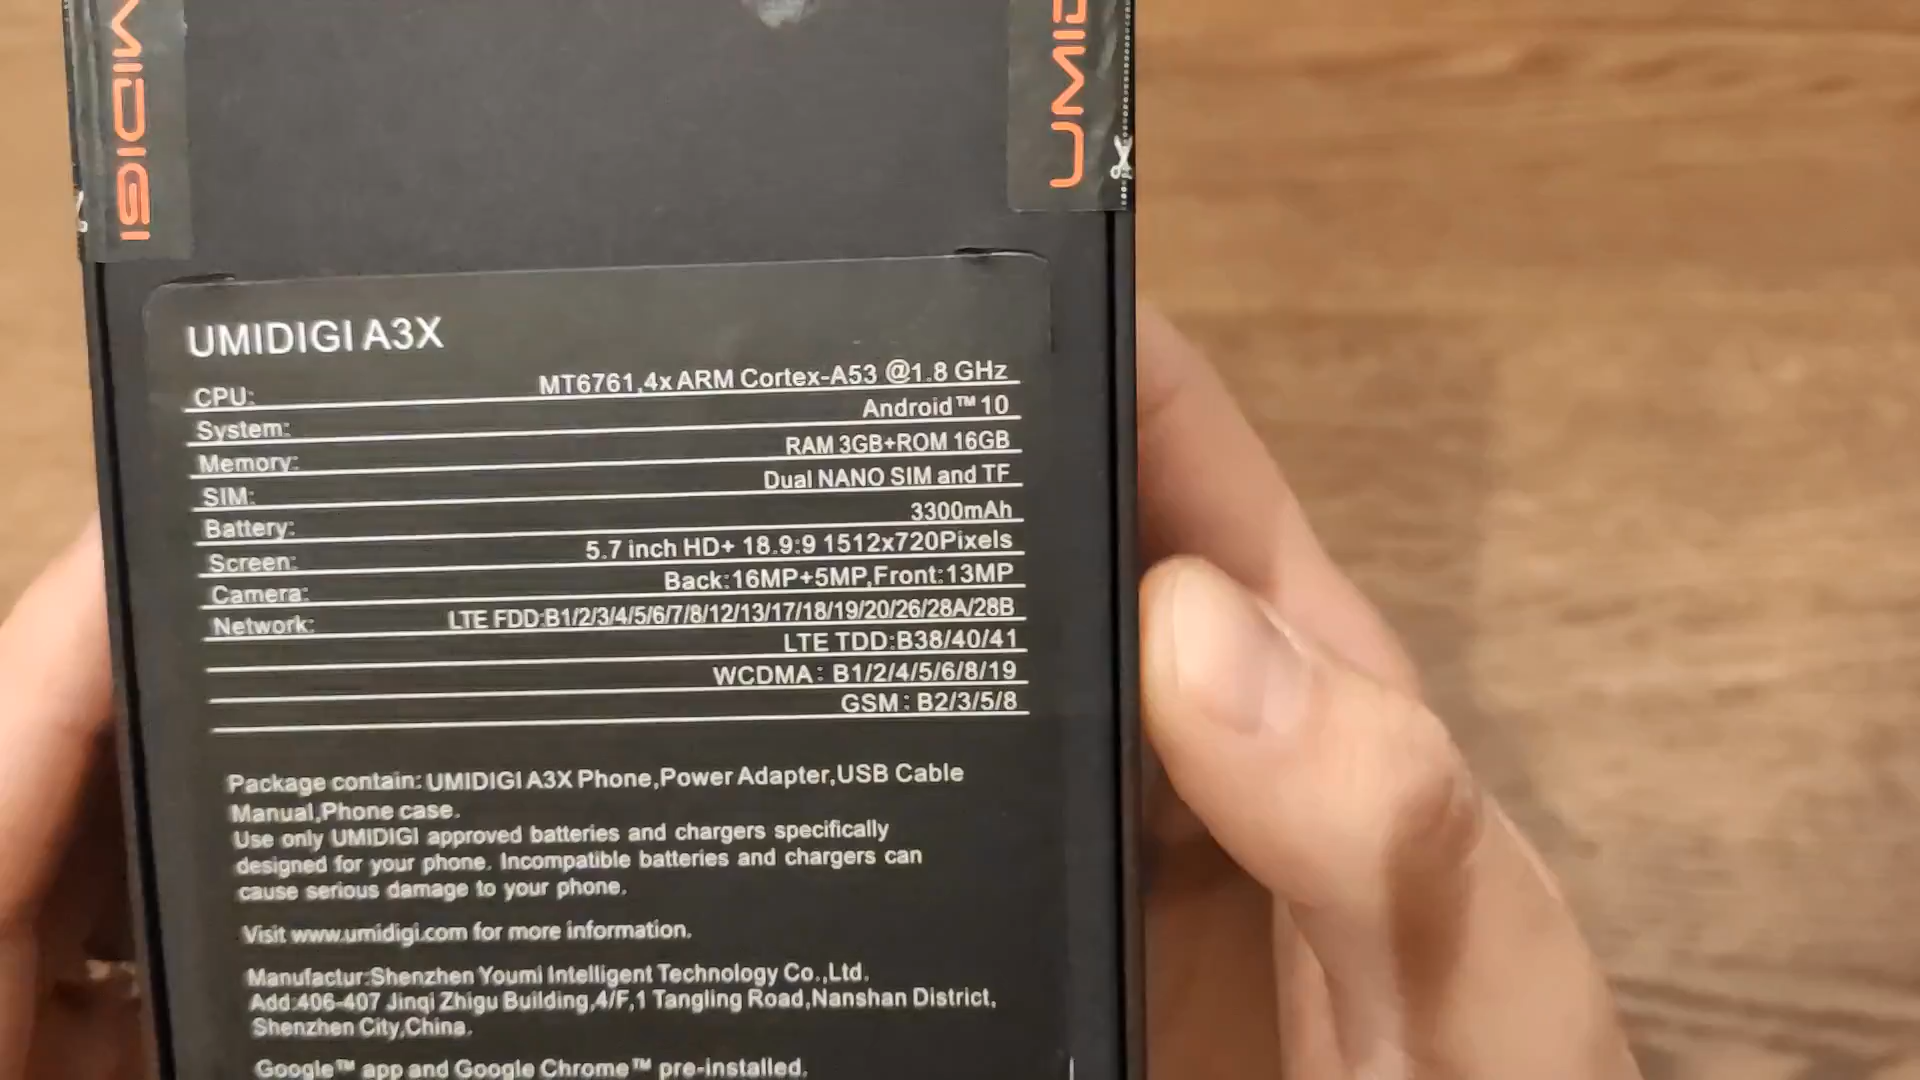 UMIDIGI
UMIDIGI
UMIDIGI A3X
CPU: MT6761,4x ARM Cortex-A53 @1.8 GHz
System: Android™ 10
Memory: RAM 3GB+ROM 16GB
SIM: Dual NANO SIM and TF
Battery: 3300mAh
Screen: 5.7 inch HD+ 18.9:9 1512x720Pixels
Camera: Back:16MP+5MP,Front:13MP
Network: LTE FDD:B1/2/3/4/5/6/7/8/12/13/17/18/19/20/26/28A/28B
LTE TDD:B38/40/41
WCDMA: B1/2/4/5/6/8/19
GSM: B2/3/5/8
Package contain: UMIDIGI A3X Phone,Power Adapter,USB Cable
Manual,Phone case.
Use only UMIDIGI approved batteries and chargers specifically
designed for your phone. Incompatible batteries and chargers can
cause serious damage to your phone.
Visit www.umidigi.com for more information.
Manufactur:Shenzhen Youmi Intelligent Technology Co.,Ltd.
Add:406-407 Jinqi Zhigu Building,4/F,1 Tangling Road,Nanshan District,
Shenzhen City,China.
Google™ app and Google Chrome™ pre-installed.